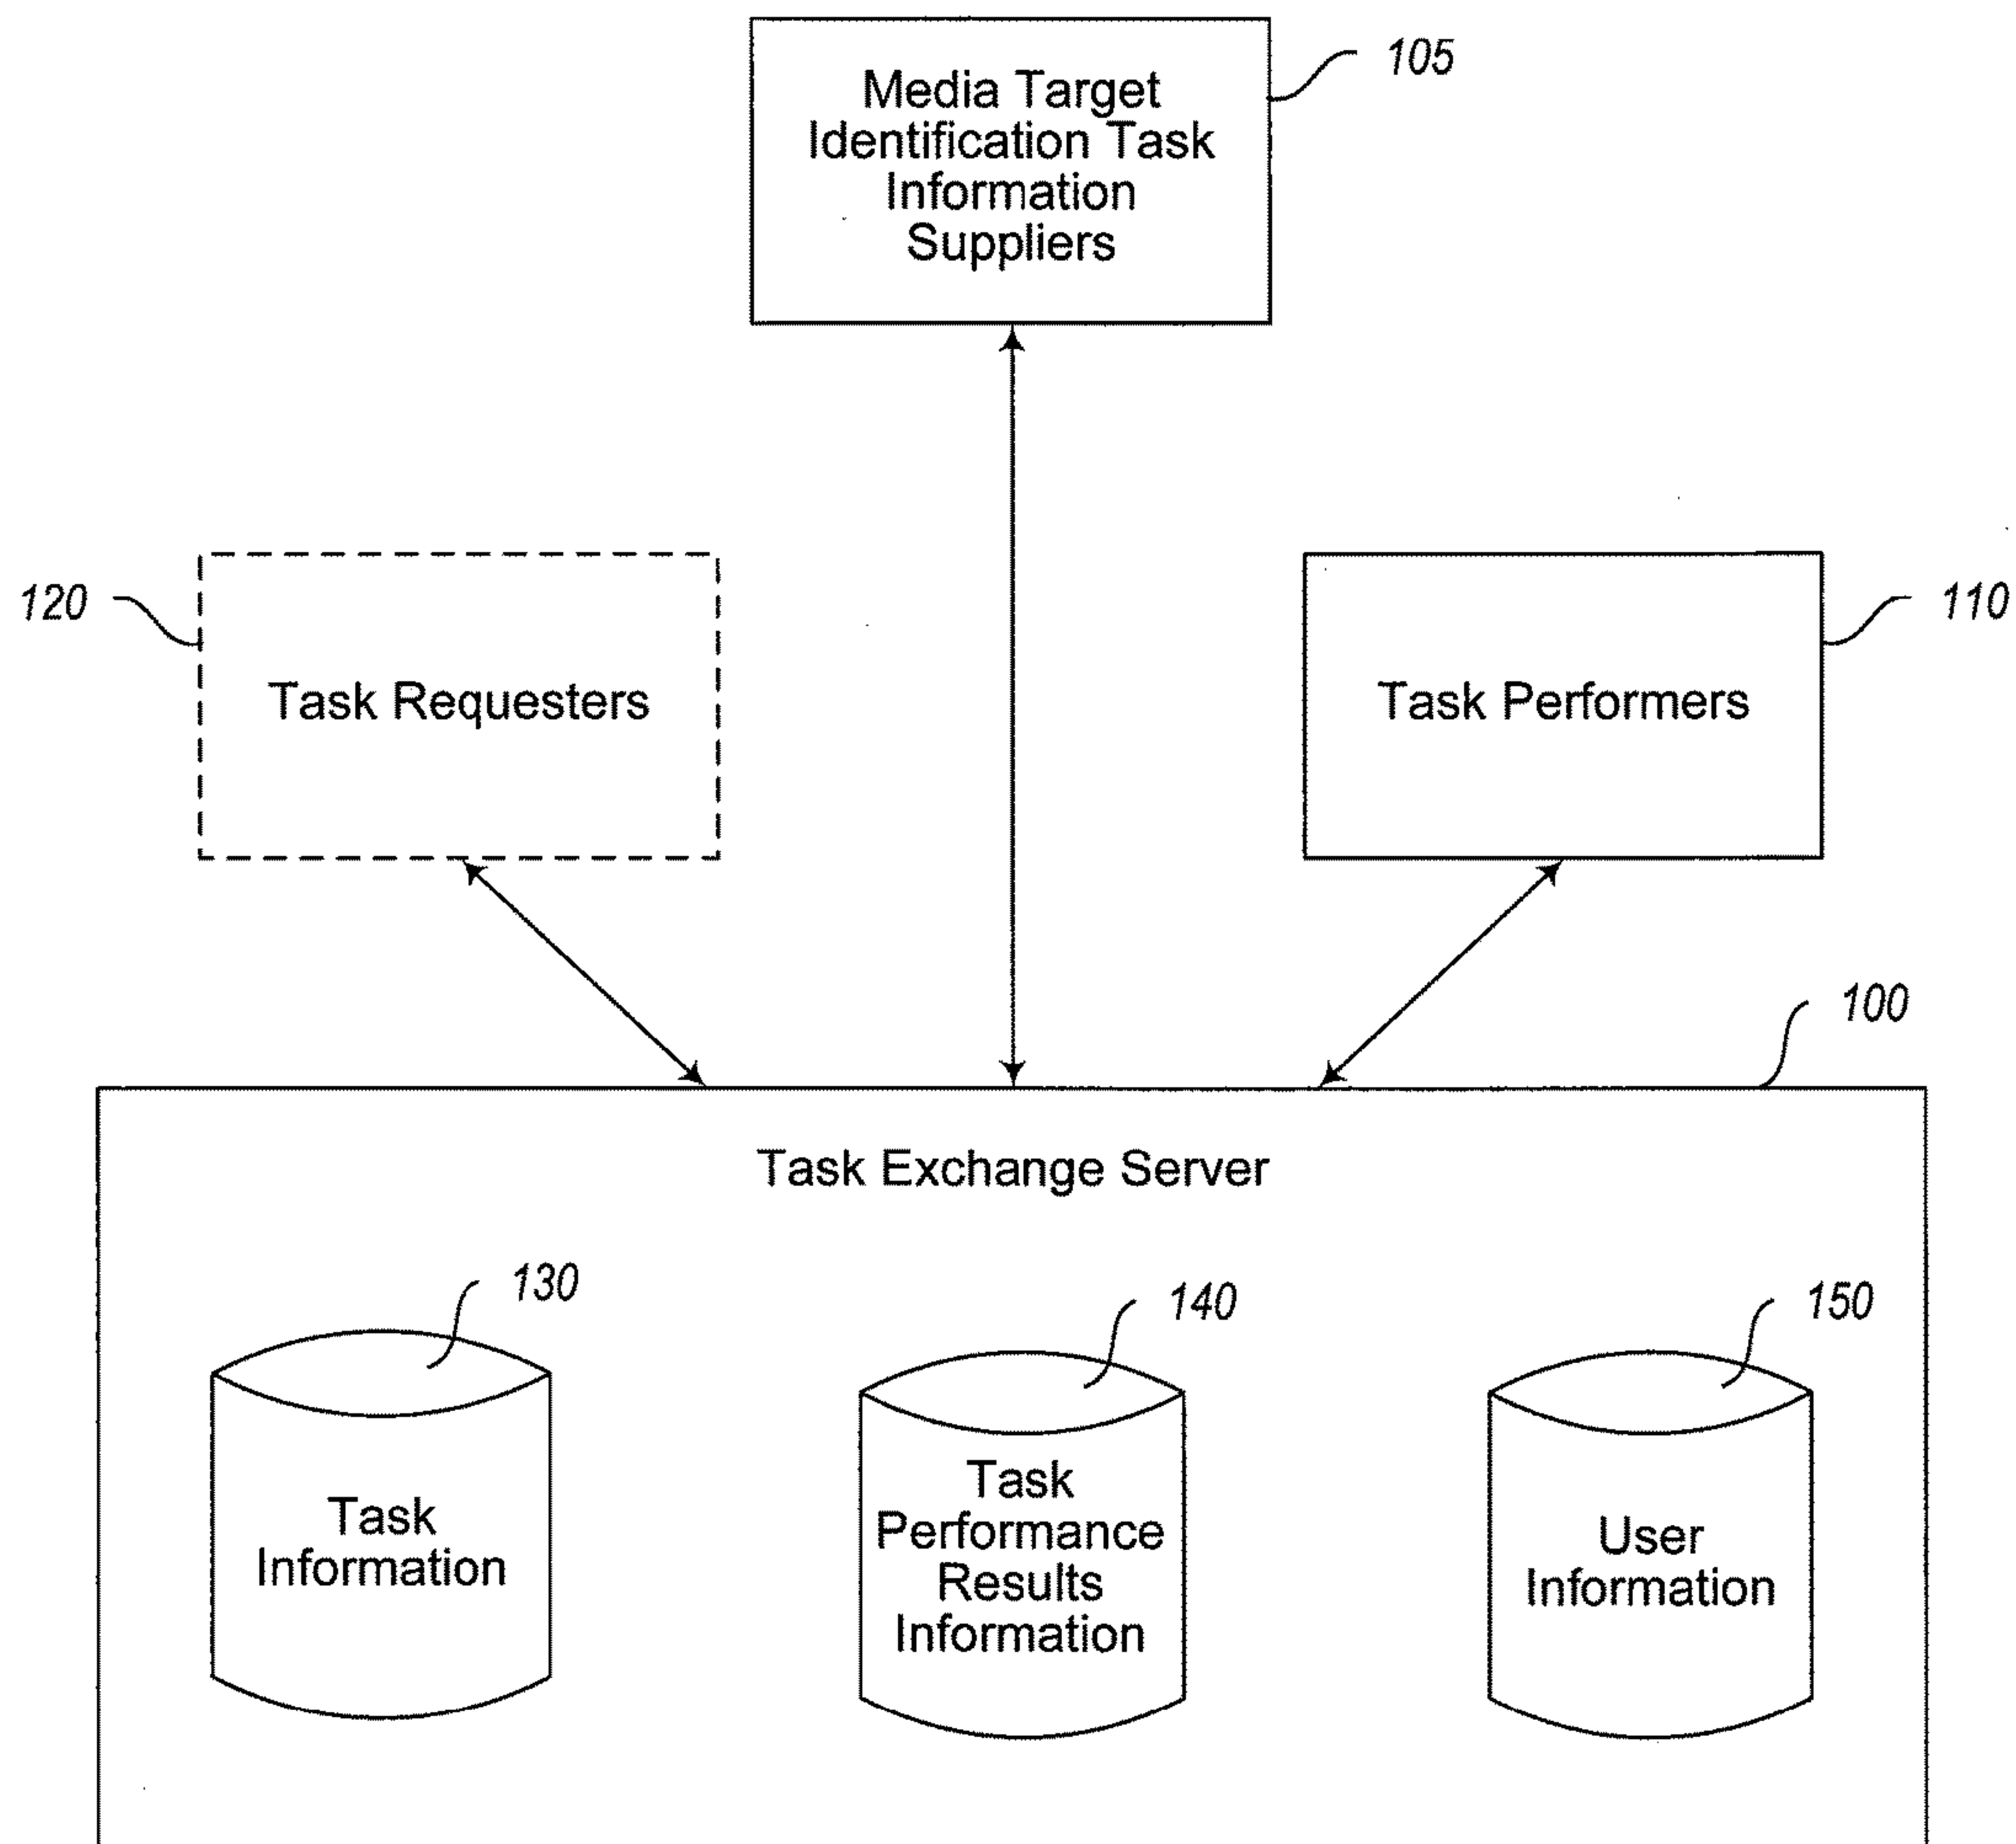 105
Media Target
Identification Task
Information
Suppliers
120
Task Requesters
Task Performers
110
100
Task Exchange Server
130
140
150
Task
Information
Task
Performance
Results
Information
User
Information